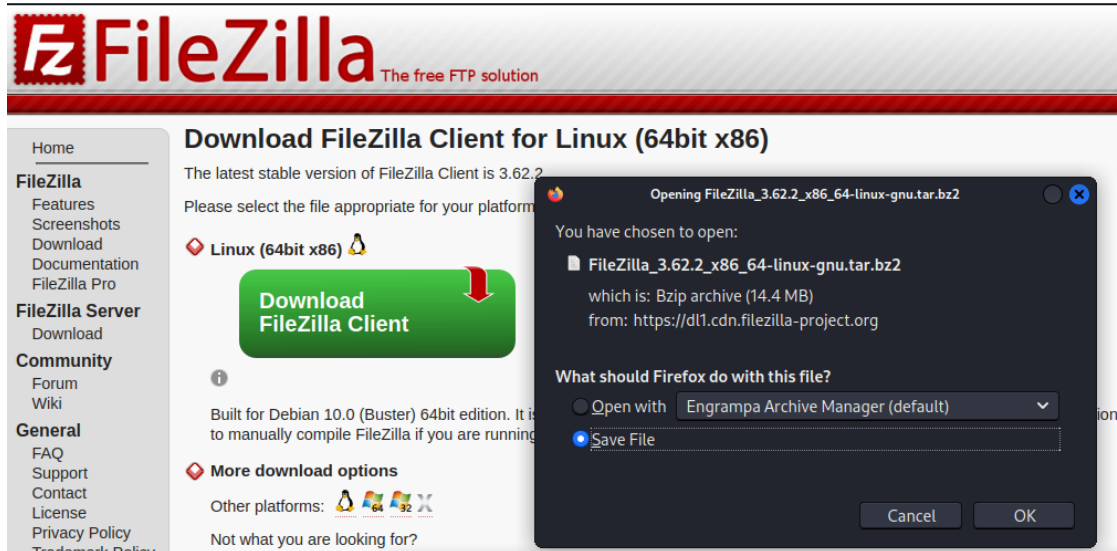 FZ FileZilla The free FTP solution
Home
FileZilla
Features
Screenshots
Download
Documentation
FileZilla Pro
FileZilla Server
Download
Community
Forum
Wiki
General
FAQ
Support
Contact
License
Privacy Policy
Trademark Policy
Download FileZilla Client for Linux (64bit x86)
The latest stable version of FileZilla Client is 3.62.2
Please select the file appropriate for your platform
Linux (64bit x86)
Download
FileZilla Client
Built for Debian 10.0 (Buster) 64bit edition. It
to manually compile FileZilla if you are running
More download options
Other platforms: 64 32
Not what you are looking for?
Opening FileZilla_3.62.2_x86_64-linux-gnu.tar.bz2
You have chosen to open:
FileZilla_3.62.2_x86_64-linux-gnu.tar.bz2
which is: Bzip archive (14.4 MB)
from: https://dl1.cdn.filezilla-project.org
What should Firefox do with this file?
Open with Engrampa Archive Manager (default)
Save File
Cancel OK